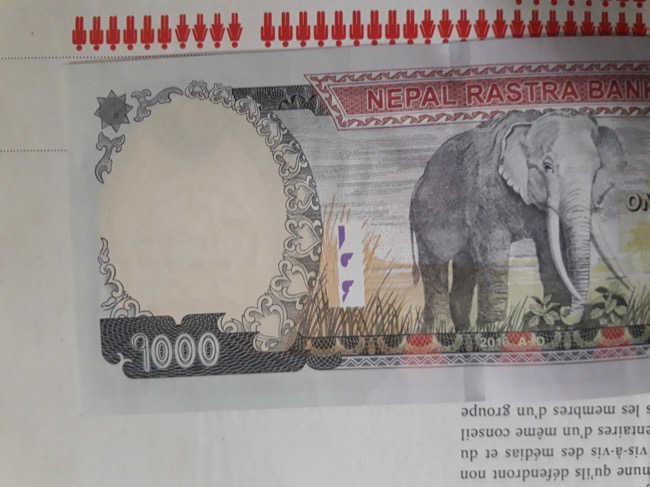 mune qu'ils défendront non
vis-à-vis des médias et du
entaires d'un même conseil
s les membres d'un groupe
1000
NEPAL RASTRA BANK
ON